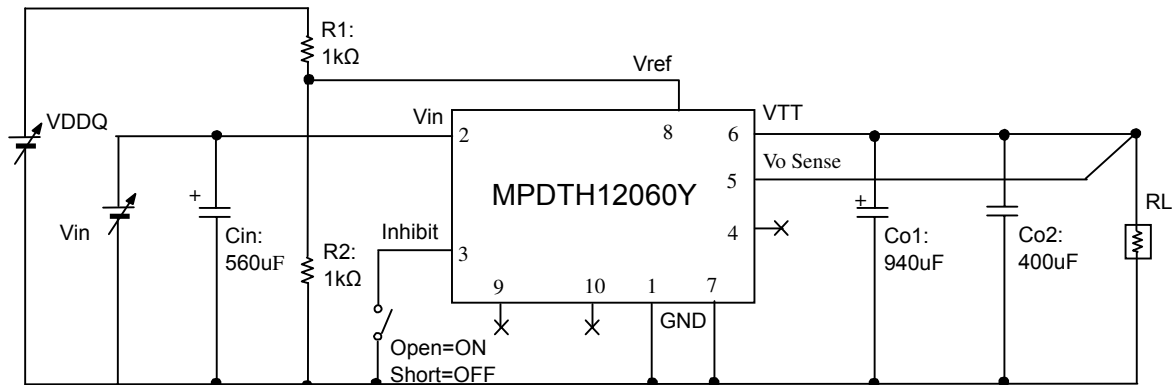 R1:
1kΩ
Vref
VDDQ
Vin
2
8
6
VTT
Vo Sense
5
MPDTH12060Y
RL
Vin
+
Cin:
560uF
Inhibit
3
R2:
1kΩ
4
+
Co1:
940uF
Co2:
400uF
9
10
1
7
GND
Open=ON
Short=OFF